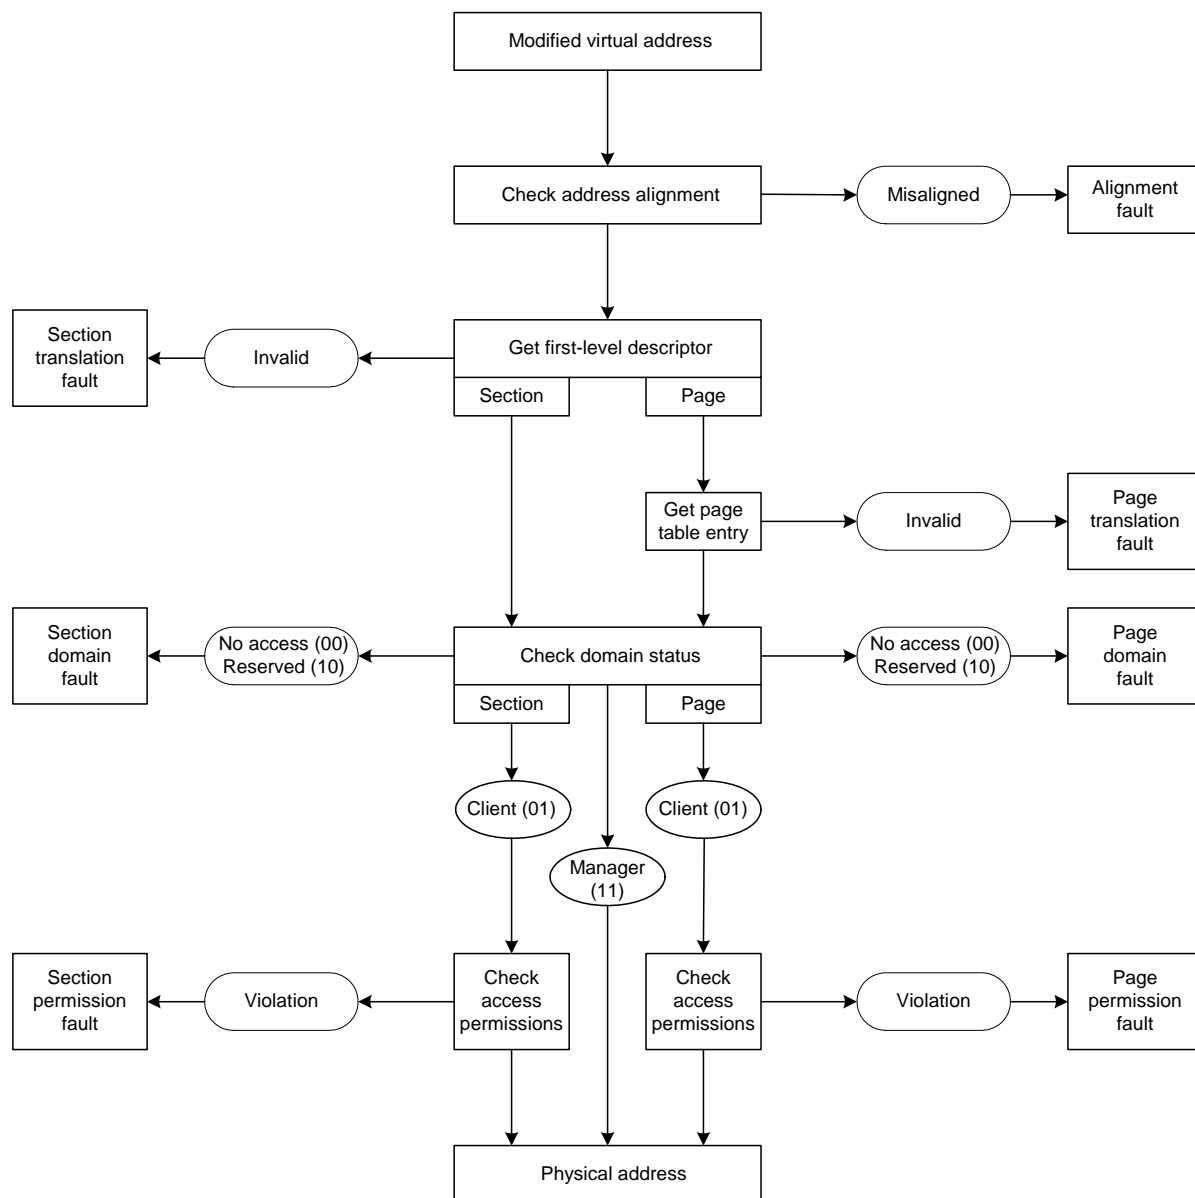 Modified virtual address
Check address alignment
Misaligned
Alignment
fault
Section
translation
fault
Invalid
Get first-level descriptor
Section
Page
Get page
table entry
Invalid
Page
translation
fault
Section
domain
fault
No access (00)
Reserved (10)
Check domain status
No access (00)
Reserved (10)
Page
domain
fault
Section
Page
Client (01)
Client (01)
Manager
(11)
Section
permission
fault
Violation
Check
access
permissions
Check
access
permissions
Violation
Page
permission
fault
Physical address